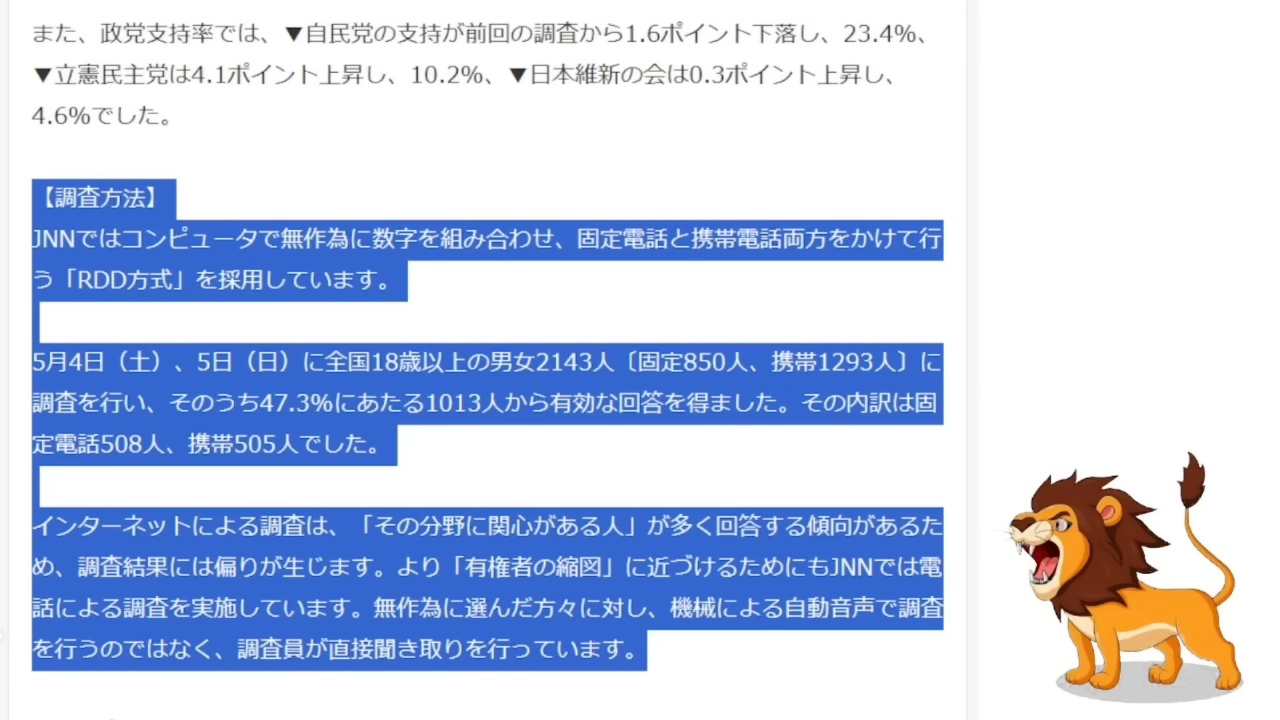 また、政党支持率では、▼自民党の支持が前回の調査から1.6ポイント下落し、23.4%、
▼立憲民主党は4.1ポイント上昇し、10.2%、▼日本維新の会は0.3ポイント上昇し、
4.6%でした。
【調査方法】
JNNではコンピュータで無作為に数字を組み合わせ、固定電話と携帯電話両方をかけて行
う「RDD方式」を採用しています。
5月4日（土）、5日（日）に全国18歳以上の男女2143人〔固定850人、携帯1293人〕に
調査を行い、そのうち47.3%にあたる1013人から有効な回答を得ました。その内訳は固
定電話508人、携帯505人でした。
インターネットによる調査は、「その分野に関心がある人」が多く回答する傾向があるた
め、調査結果には偏りが生じます。より「有権者の縮図」に近づけるためにもJNNでは電
話による調査を実施しています。無作為に選んだ方々に対し、機械による自動音声で調査
を行うのではなく、調査員が直接聞き取りを行っています。